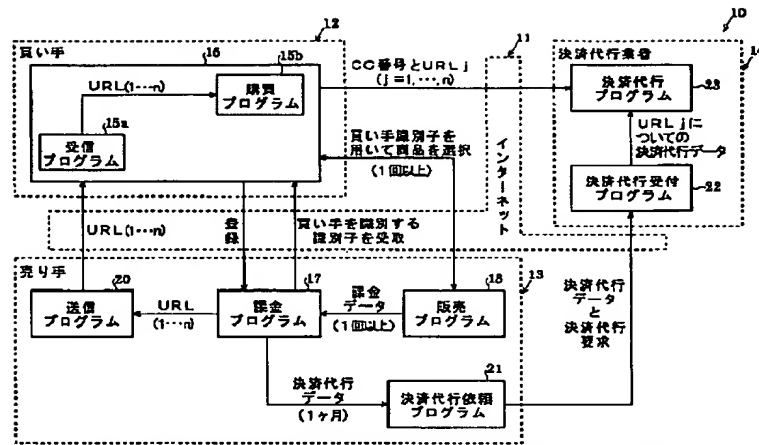 10
12
買い手
16
15b
URL(1…n)
購買
プログラム
15a
受信
プログラム
CC番号とURLj
(j=1,…,n)
11
インターネット
買い手識別子を
用いて商品を選択
(1回以上)
決済代行業者
14
決済代行
プログラム
23
URLjに
ついての
決済代行データ
決済代行受付
プログラム
22
URL(1…n)
登録
買い手を識別する
識別子を受取
売り手
13
20
送信
プログラム
URL
(1…n)
17
課金
プログラム
課金
データ
(1回以上)
18
販売
プログラム
決済代行
データ
(1ヶ月)
21
決済代行依頼
プログラム
決済代行
データと
決済代行
要求